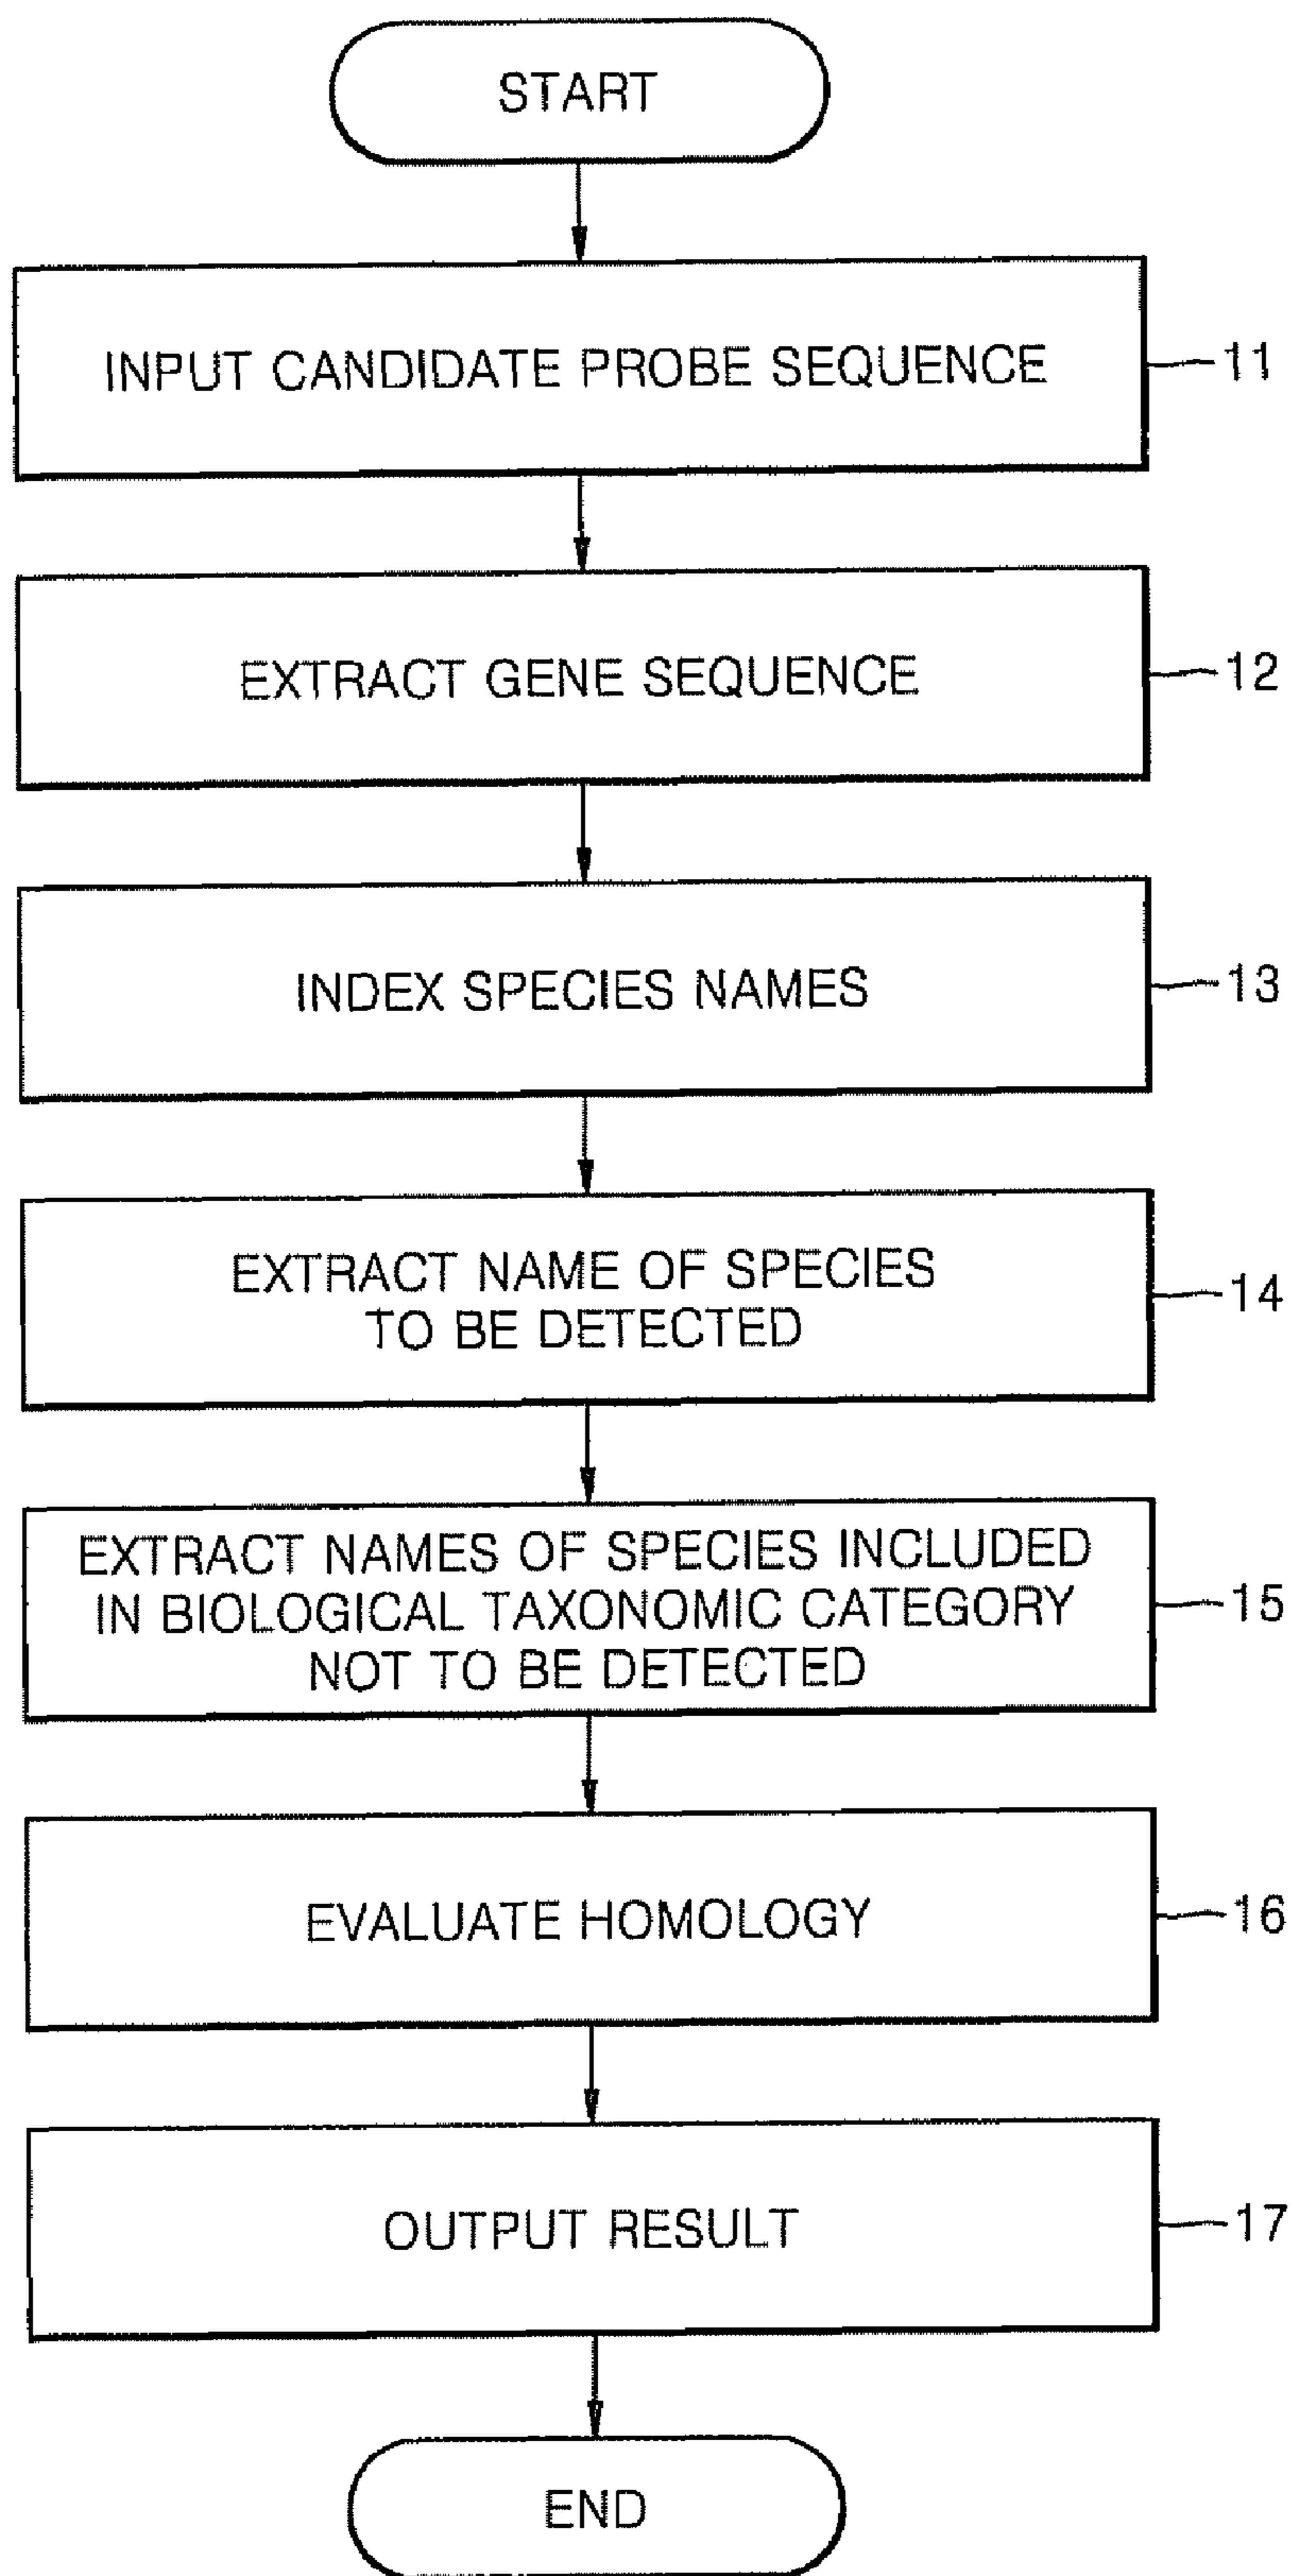 START
INPUT CANDIDATE PROBE SEQUENCE
11
EXTRACT GENE SEQUENCE
12
INDEX SPECIES NAMES
13
EXTRACT NAME OF SPECIES
TO BE DETECTED
14
EXTRACT NAMES OF SPECIES INCLUDED
IN BIOLOGICAL TAXONOMIC CATEGORY
NOT TO BE DETECTED
15
EVALUATE HOMOLOGY
16
OUTPUT RESULT
17
END